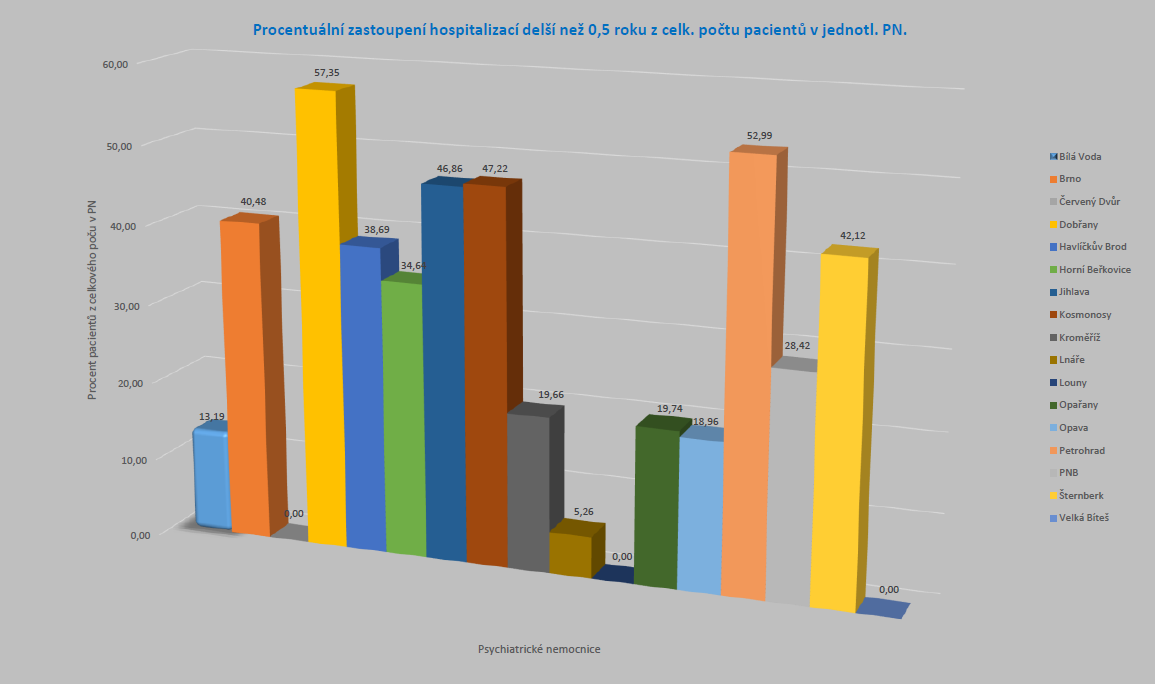 Procentuální zastoupení hospitalizací delší než 0,5 roku z celk. počtu pacientů v jednotl. PN.
60,00
50,00
40,00
30,00
20,00
10,00
0,00
Procent pacientů z celkového poču v PN
13,19
40,48
0,00
57,35
38,69
34,64
46,86
47,22
19,66
5,26
0,00
19,74
18,96
52,99
28,42
42,12
0,00
Psychiatrické nemocnice
Bílá Voda
Brno
Červený Dvůr
Dobřany
Havlíčkův Brod
Horní Beřkovice
Jihlava
Kosmonosy
Kroměříž
Lnáře
Louny
Opařany
Opava
Petrohrad
PNB
Šternberk
Velká Bíteš